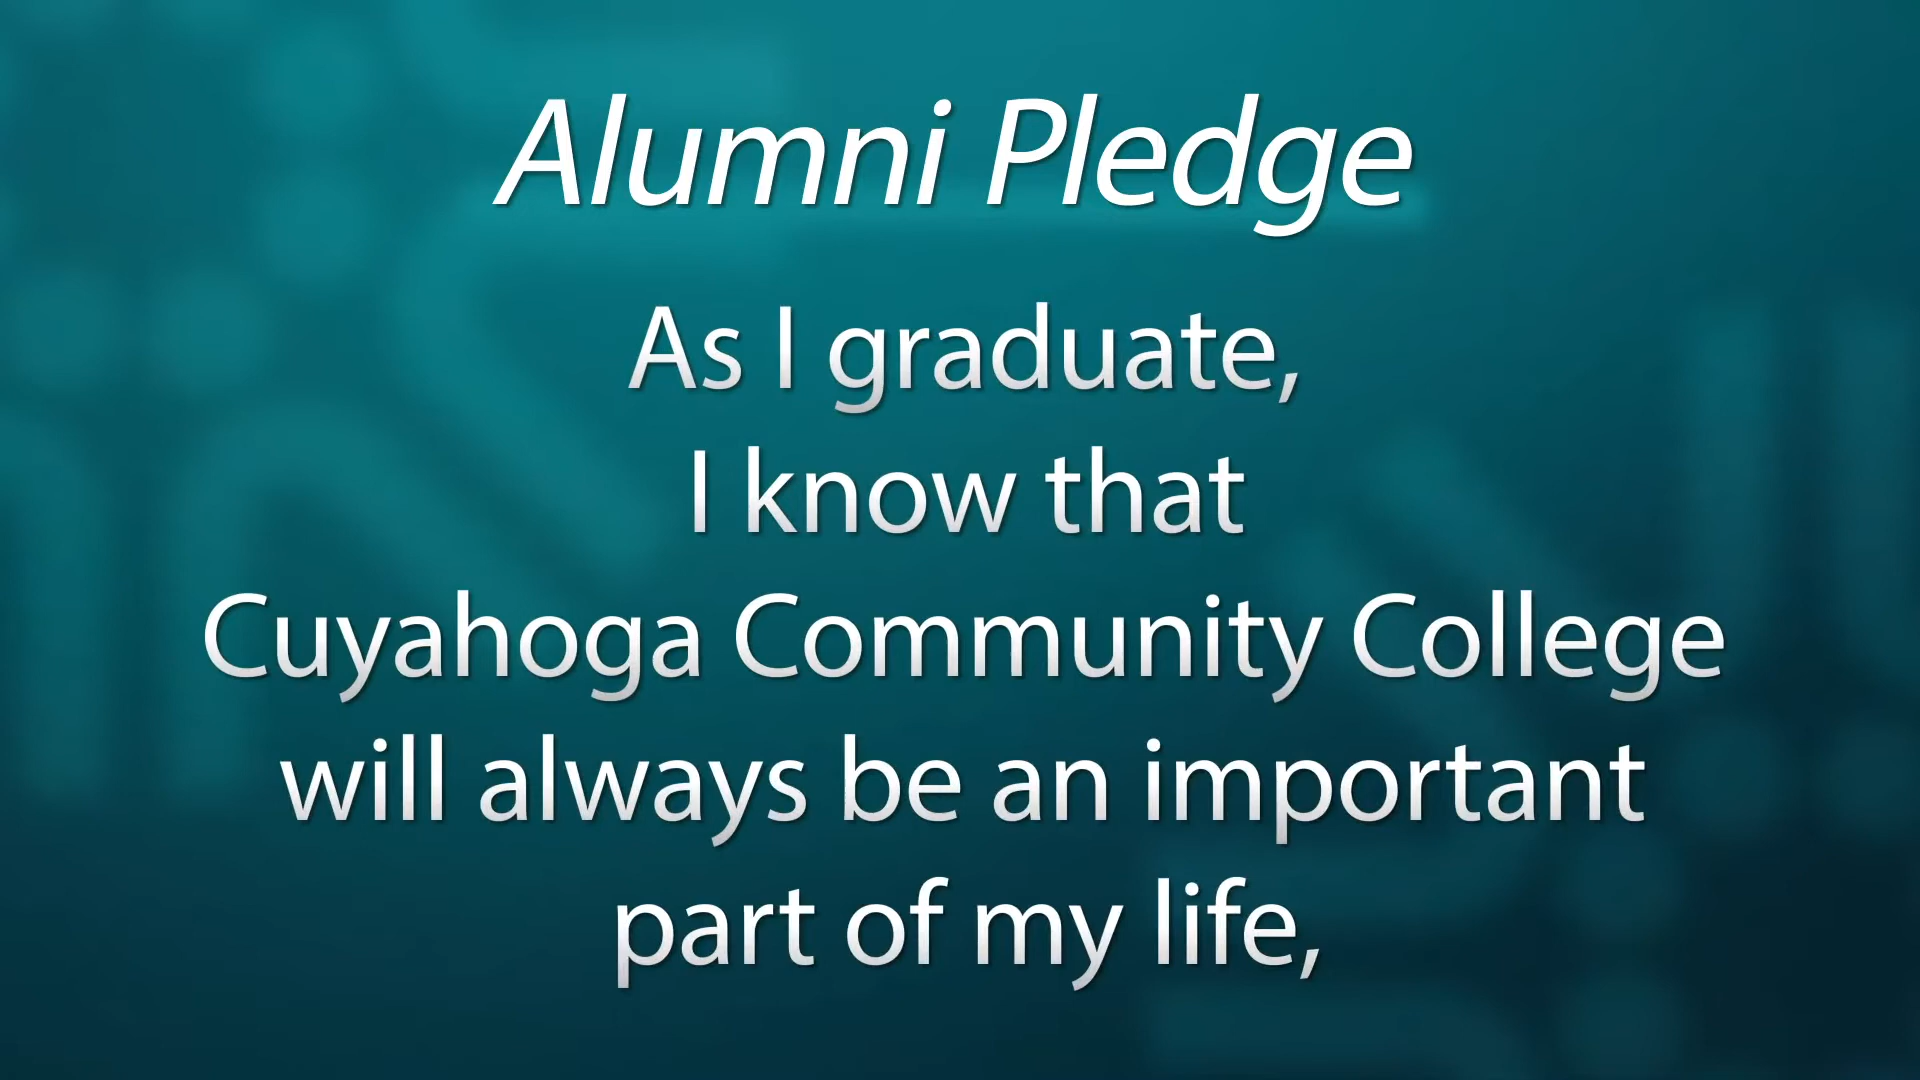 Alumni Pledge
As I graduate,
I know that
Cuyahoga Community College
will always be an important
part of my life,